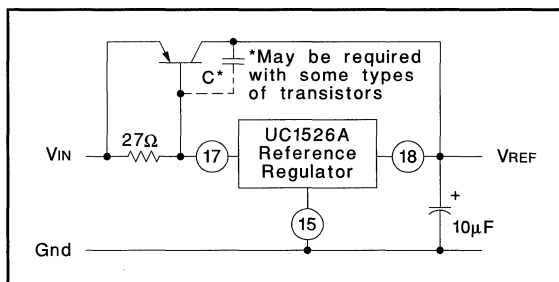 *May be required
C* with some types
of transistors
27Ω
UC1526A
VIN 17 Reference 18 VREF
Regulator
+
15 10μF
Gnd